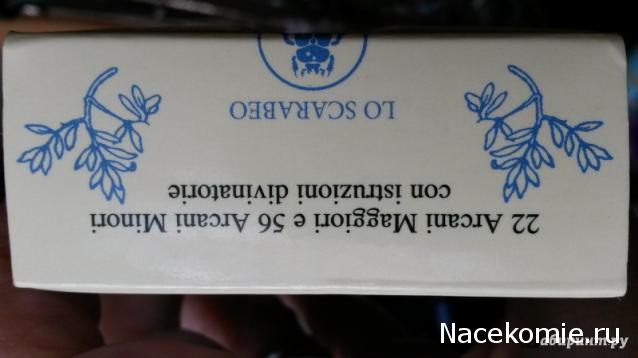 22 Arcani Maggiori e 56 Arcani Minori
con istruzioni divinatorie
LO SCARABEO
Nacekomie.ru